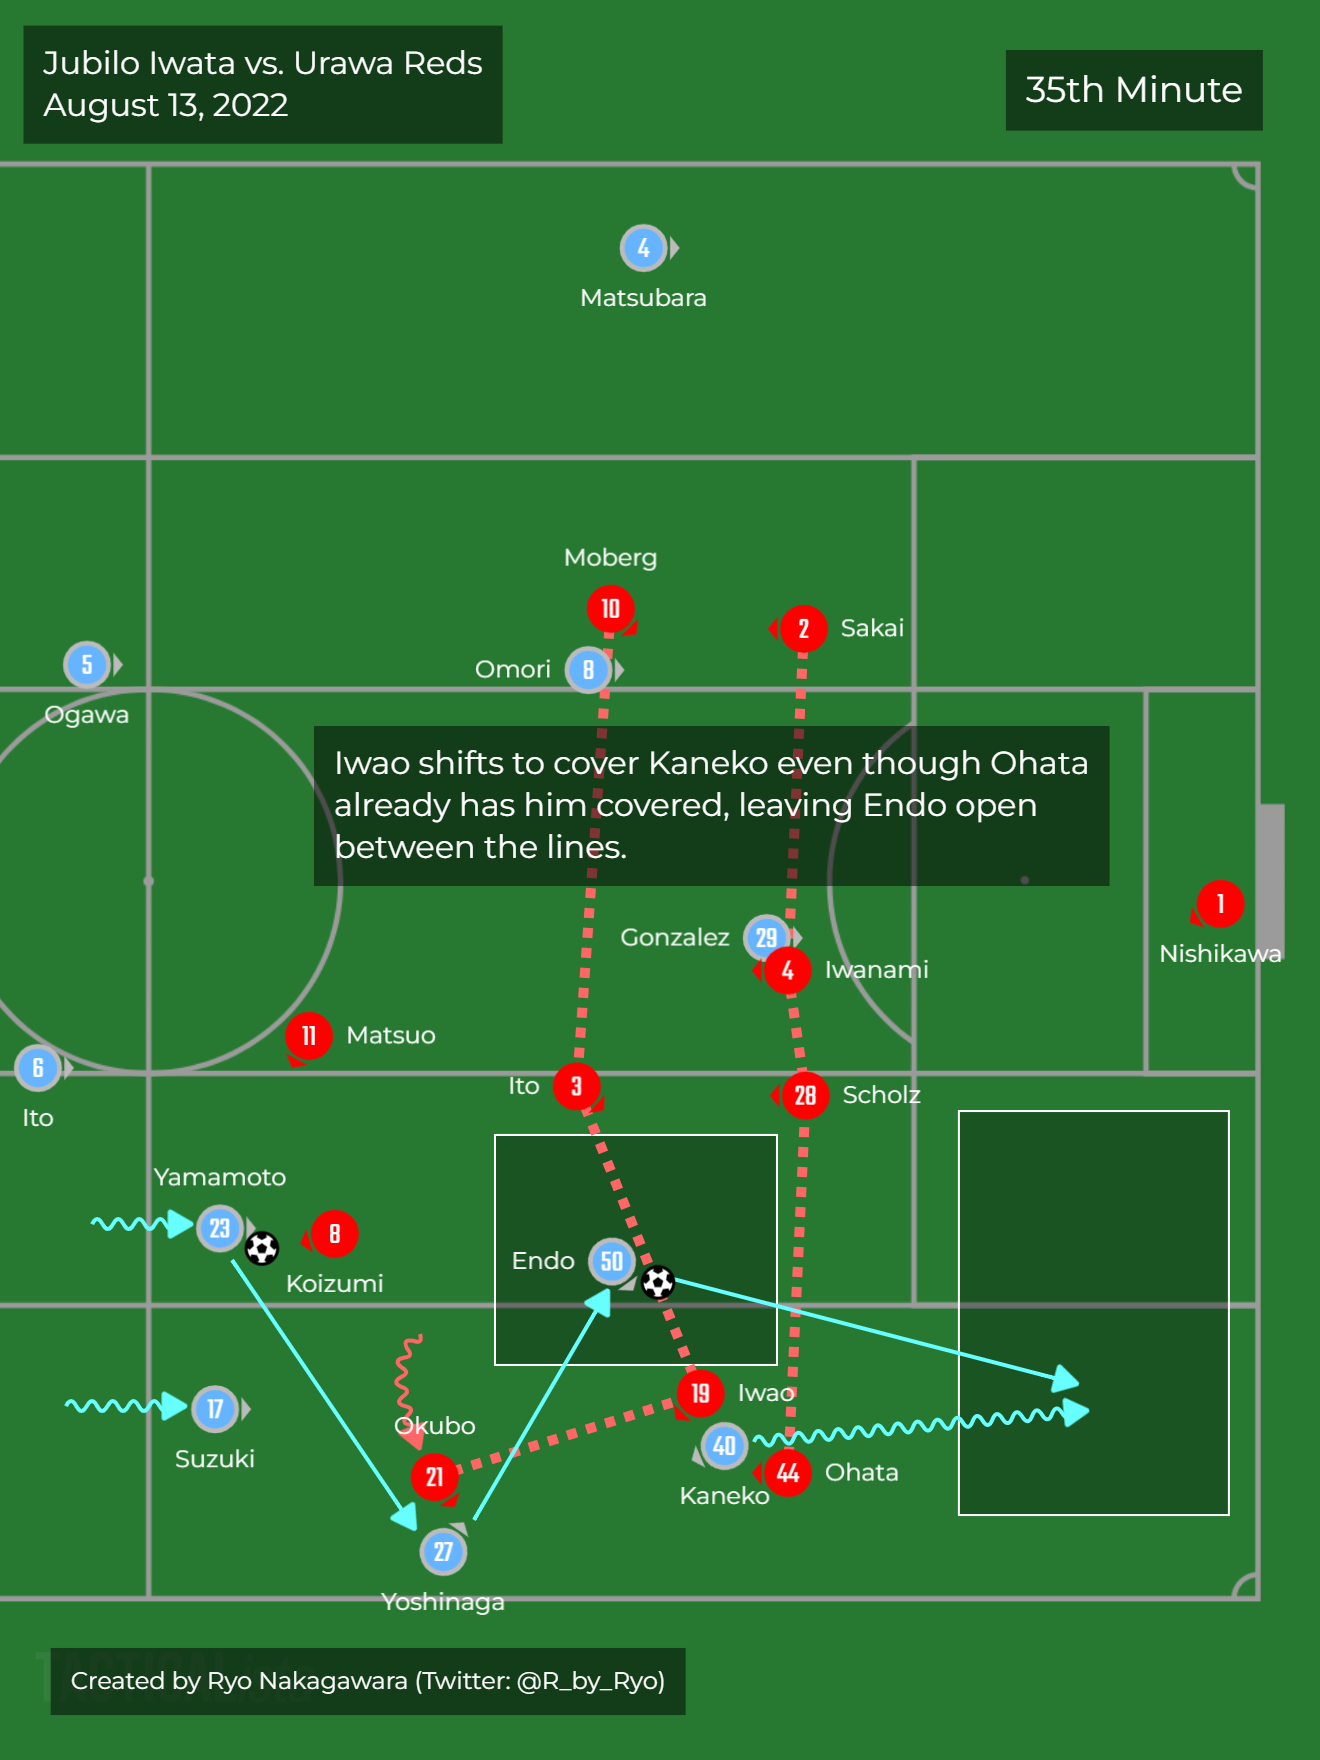 Jubilo Iwata vs. Urawa Reds
August 13, 2022
35th Minute
4
Matsubara
Moberg
10
2
Sakai
Omori
8
5
Ogawa
Iwao shifts to cover Kaneko even though Ohata
already has him covered, leaving Endo open
between the lines.
1
Nishikawa
Gonzalez
29
4
Iwanami
11
Matsuo
6
Ito
Ito
3
28
Scholz
Yamamoto
23
8
Koizumi
Endo
50
19
Iwao
17
Suzuki
Okubo
21
40
Kaneko
44
Ohata
27
Yoshinaga
Created by Ryo Nakagawara (Twitter: @R_by_Ryo)